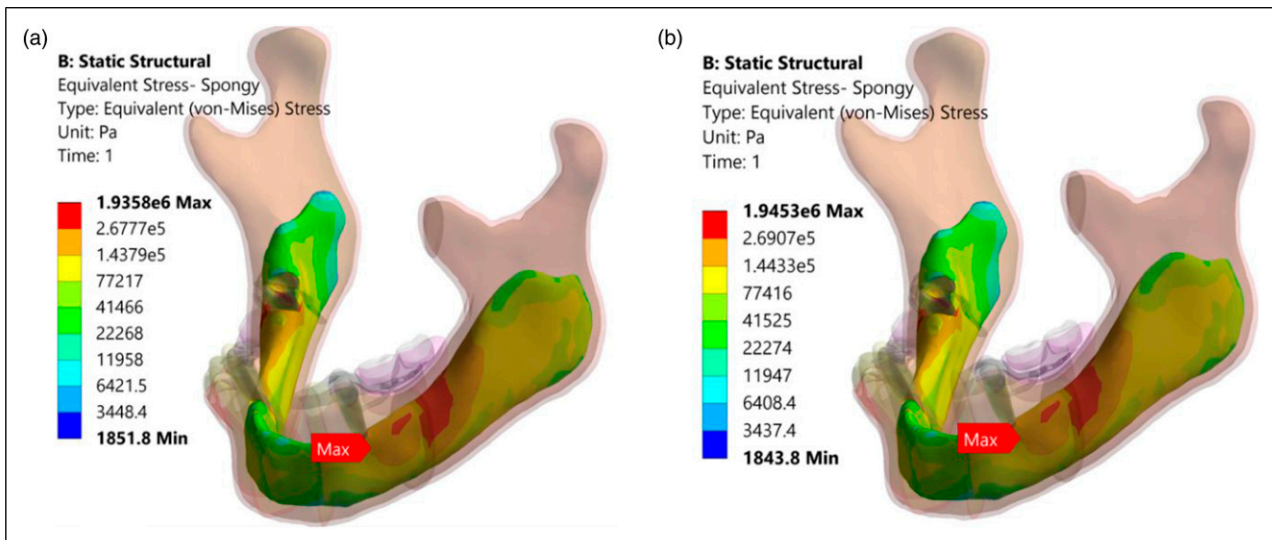 (a)
B: Static Structural
Equivalent Stress- Spongy
Type: Equivalent (von-Mises) Stress
Unit: Pa
Time: 1
1.9358e6 Max
2.6777e5
1.4379e5
77217
41466
22268
11958
6421.5
3448.4
1851.8 Min
Max
(b)
B: Static Structural
Equivalent Stress- Spongy
Type: Equivalent (von-Mises) Stress
Unit: Pa
Time: 1
1.9453e6 Max
2.6907e5
1.4433e5
77416
41525
22274
11947
6408.4
3437.4
1843.8 Min
Max